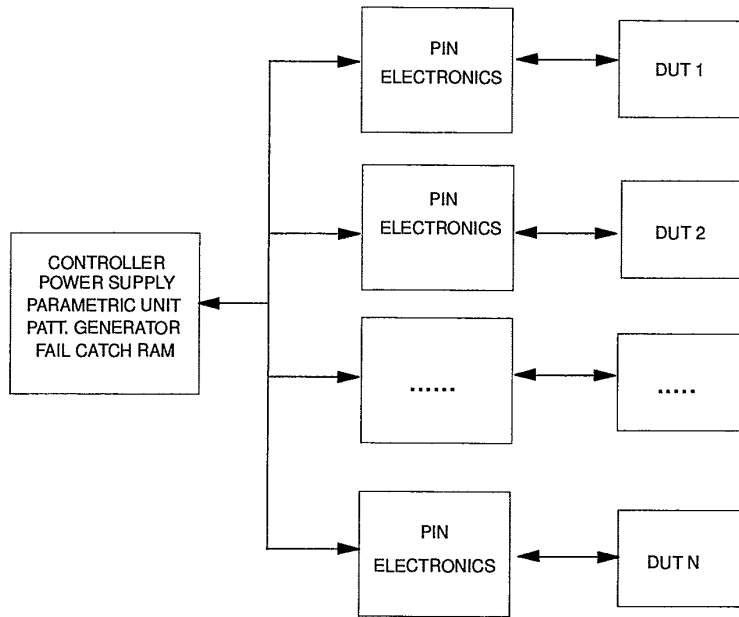 PIN
ELECTRONICS
DUT 1
PIN
ELECTRONICS
DUT 2
CONTROLLER
POWER SUPPLY
PARAMETRIC UNIT
PATT. GENERATOR
FAIL CATCH RAM
......
.....
PIN
ELECTRONICS
DUT N